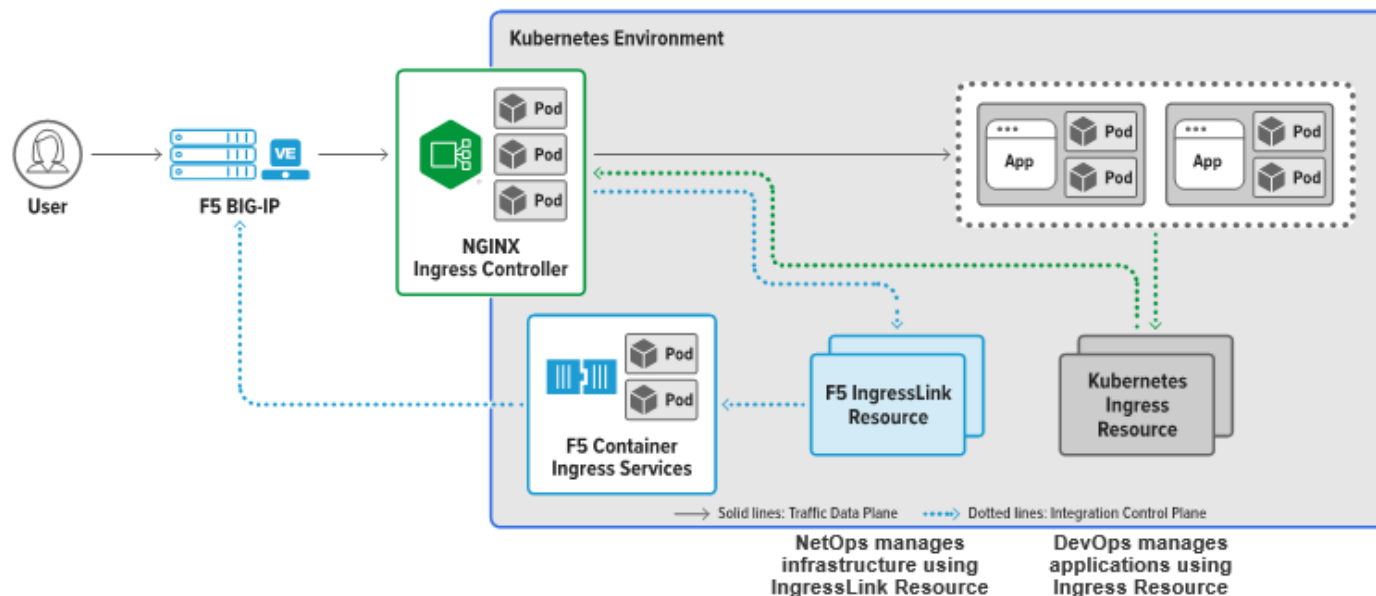 Kubernetes Environment
Pod
Pod
Pod
NGINX
Ingress Controller
User
VE
F5 BIG-IP
App
Pod
Pod
App
Pod
Pod
Pod
Pod
F5 Container
Ingress Services
F5 IngressLink
Resource
Kubernetes
Ingress
Resource
Solid lines: Traffic Data Plane
Dotted lines: Integration Control Plane
NetOps manages
infrastructure using
IngressLink Resource
DevOps manages
applications using
Ingress Resource